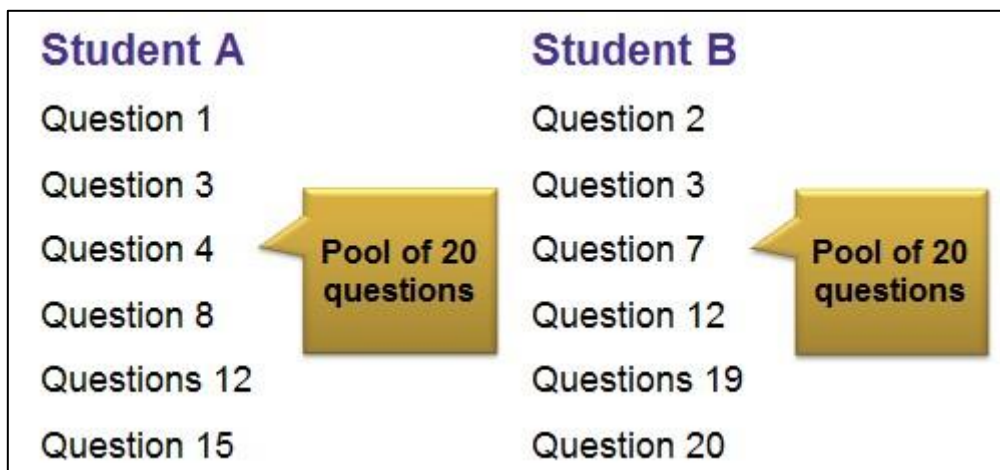 Student A
Question 1
Question 3
Question 4
Question 8
Questions 12
Question 15
Pool of 20
questions
Student B
Question 2
Question 3
Question 7
Question 12
Questions 19
Question 20
Pool of 20
questions